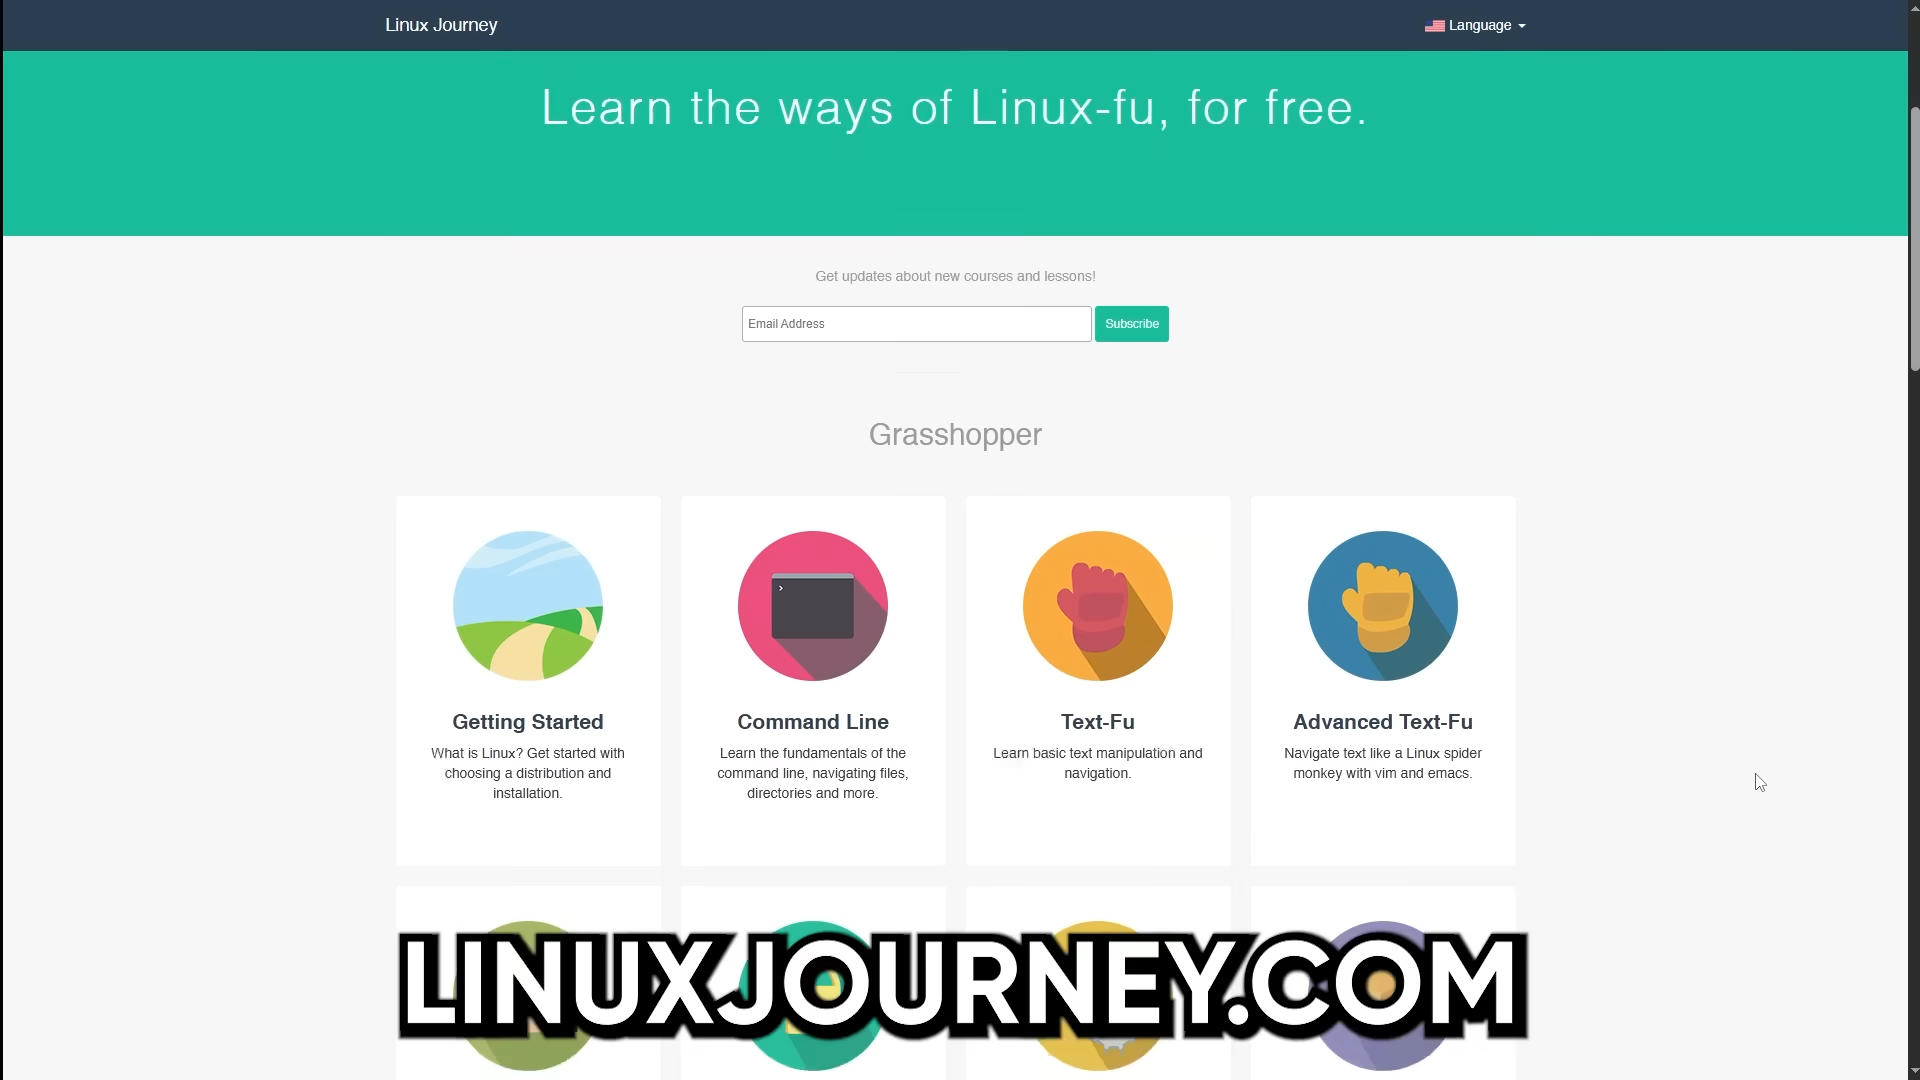 Linux Journey
Language
Learn the ways of Linux-fu, for free.
Get updates about new courses and lessons!
Email Address
Subscribe
Grasshopper
Getting Started
What is Linux? Get started with
choosing a distribution and
installation.
Command Line
Learn the fundamentals of the
command line, navigating files,
directories and more.
Text-Fu
Learn basic text manipulation and
navigation.
Advanced Text-Fu
Navigate text like a Linux spider
monkey with vim and emacs.
LINUXJOURNEY.COM